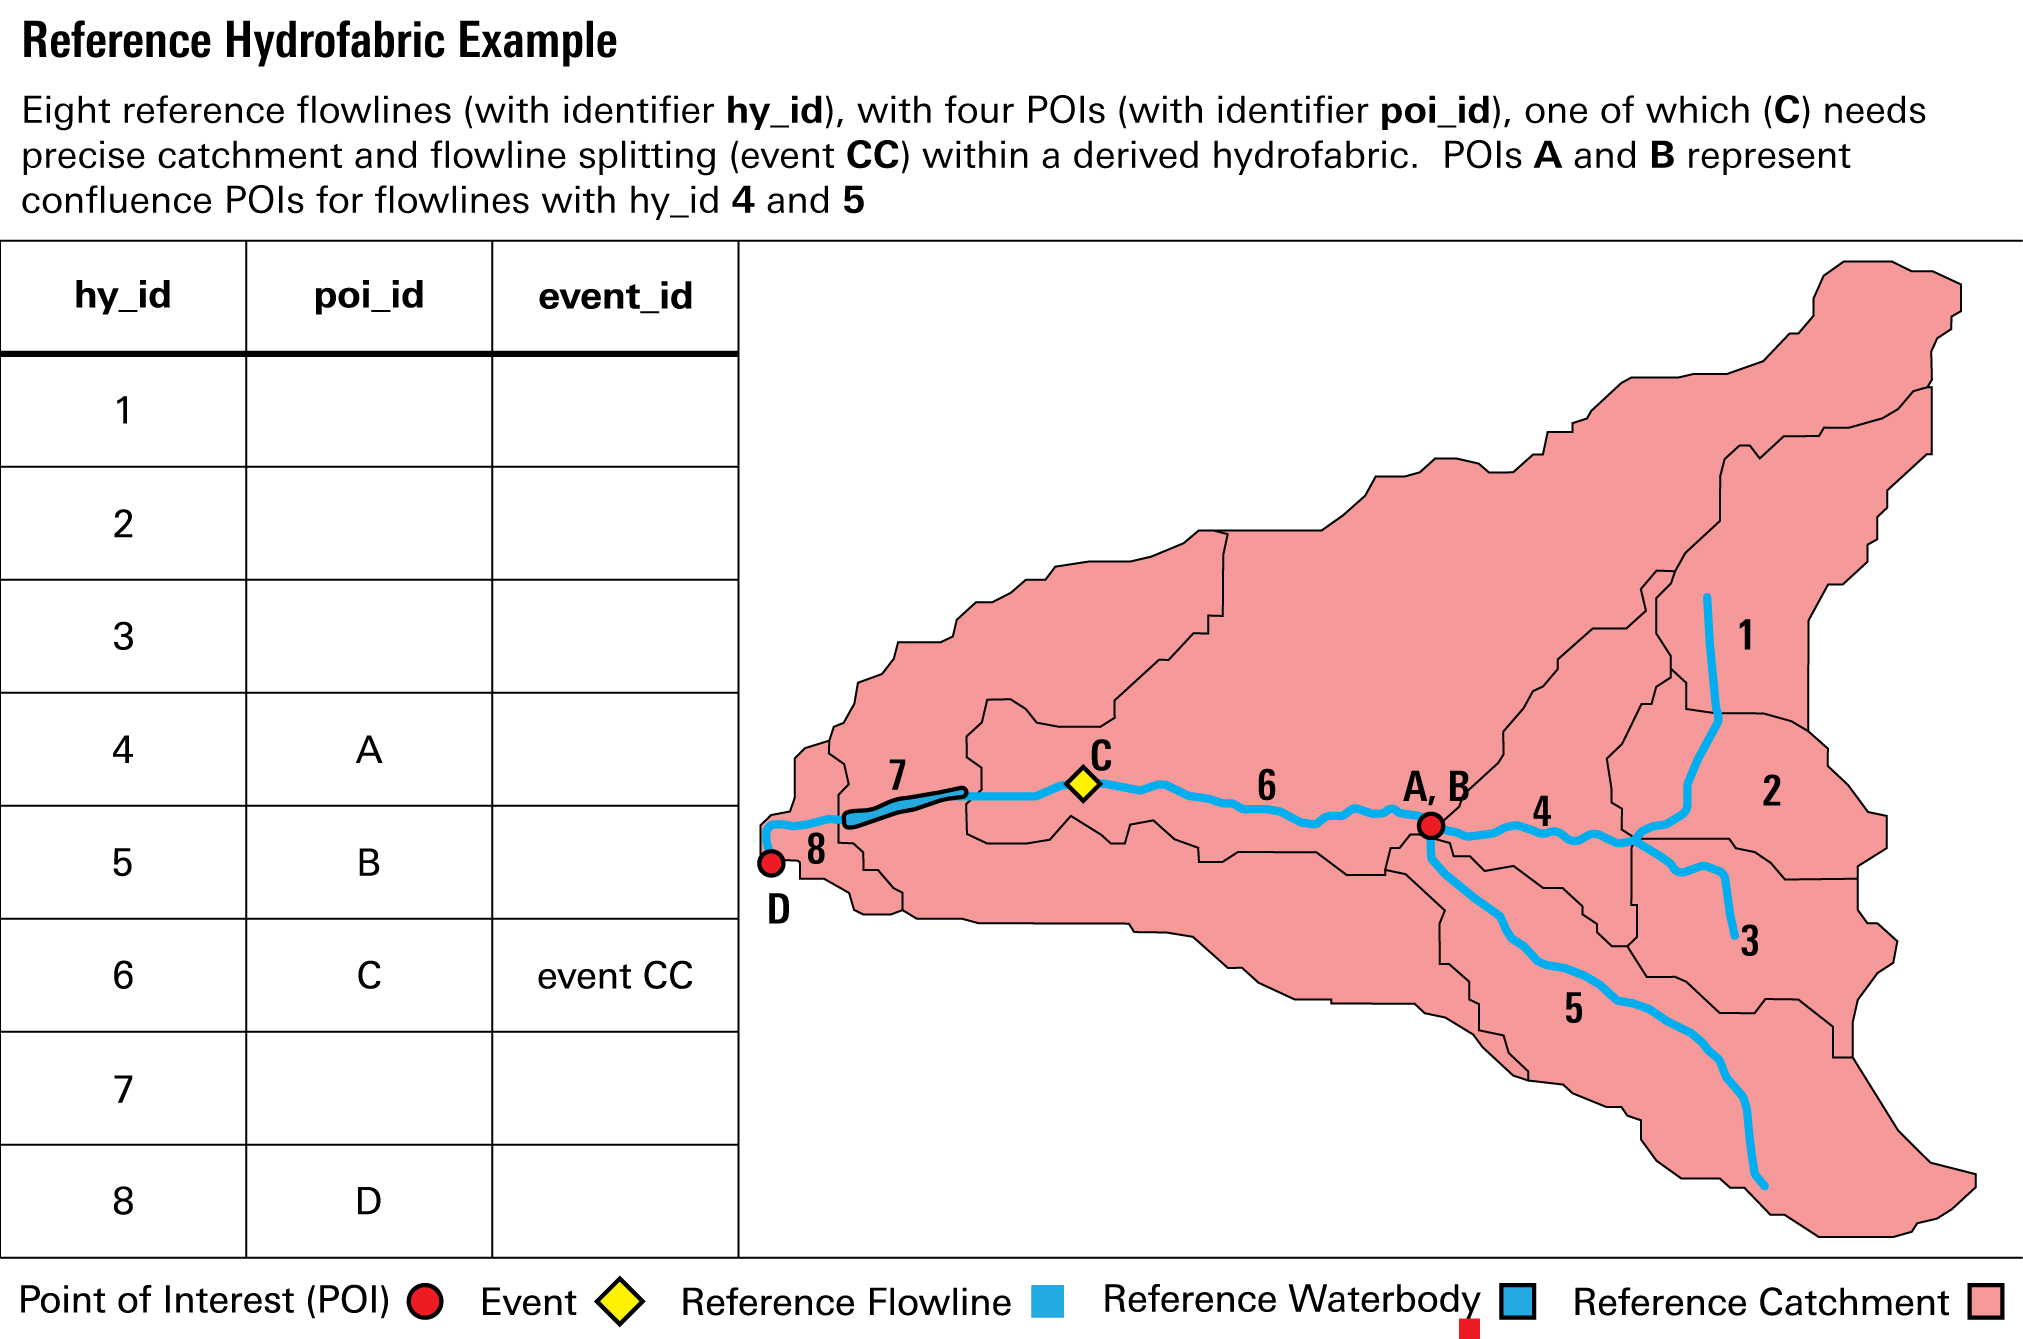 Reference Hydrofabric Example
Eight reference flowlines (with identifier hy_id), with four POIs (with identifier poi_id), one of which (C) needs
precise catchment and flowline splitting (event CC) within a derived hydrofabric.  POIs A and B represent
confluence POIs for flowlines with hy_id 4 and 5
hy_id poi_id event_id
1
2
3
4 A
5 B
6 C event CC
7
8 D
1
2
3
4
5
6
7
8
A, B
C
D
Point of Interest (POI) Event Reference Flowline Reference Waterbody Reference Catchment